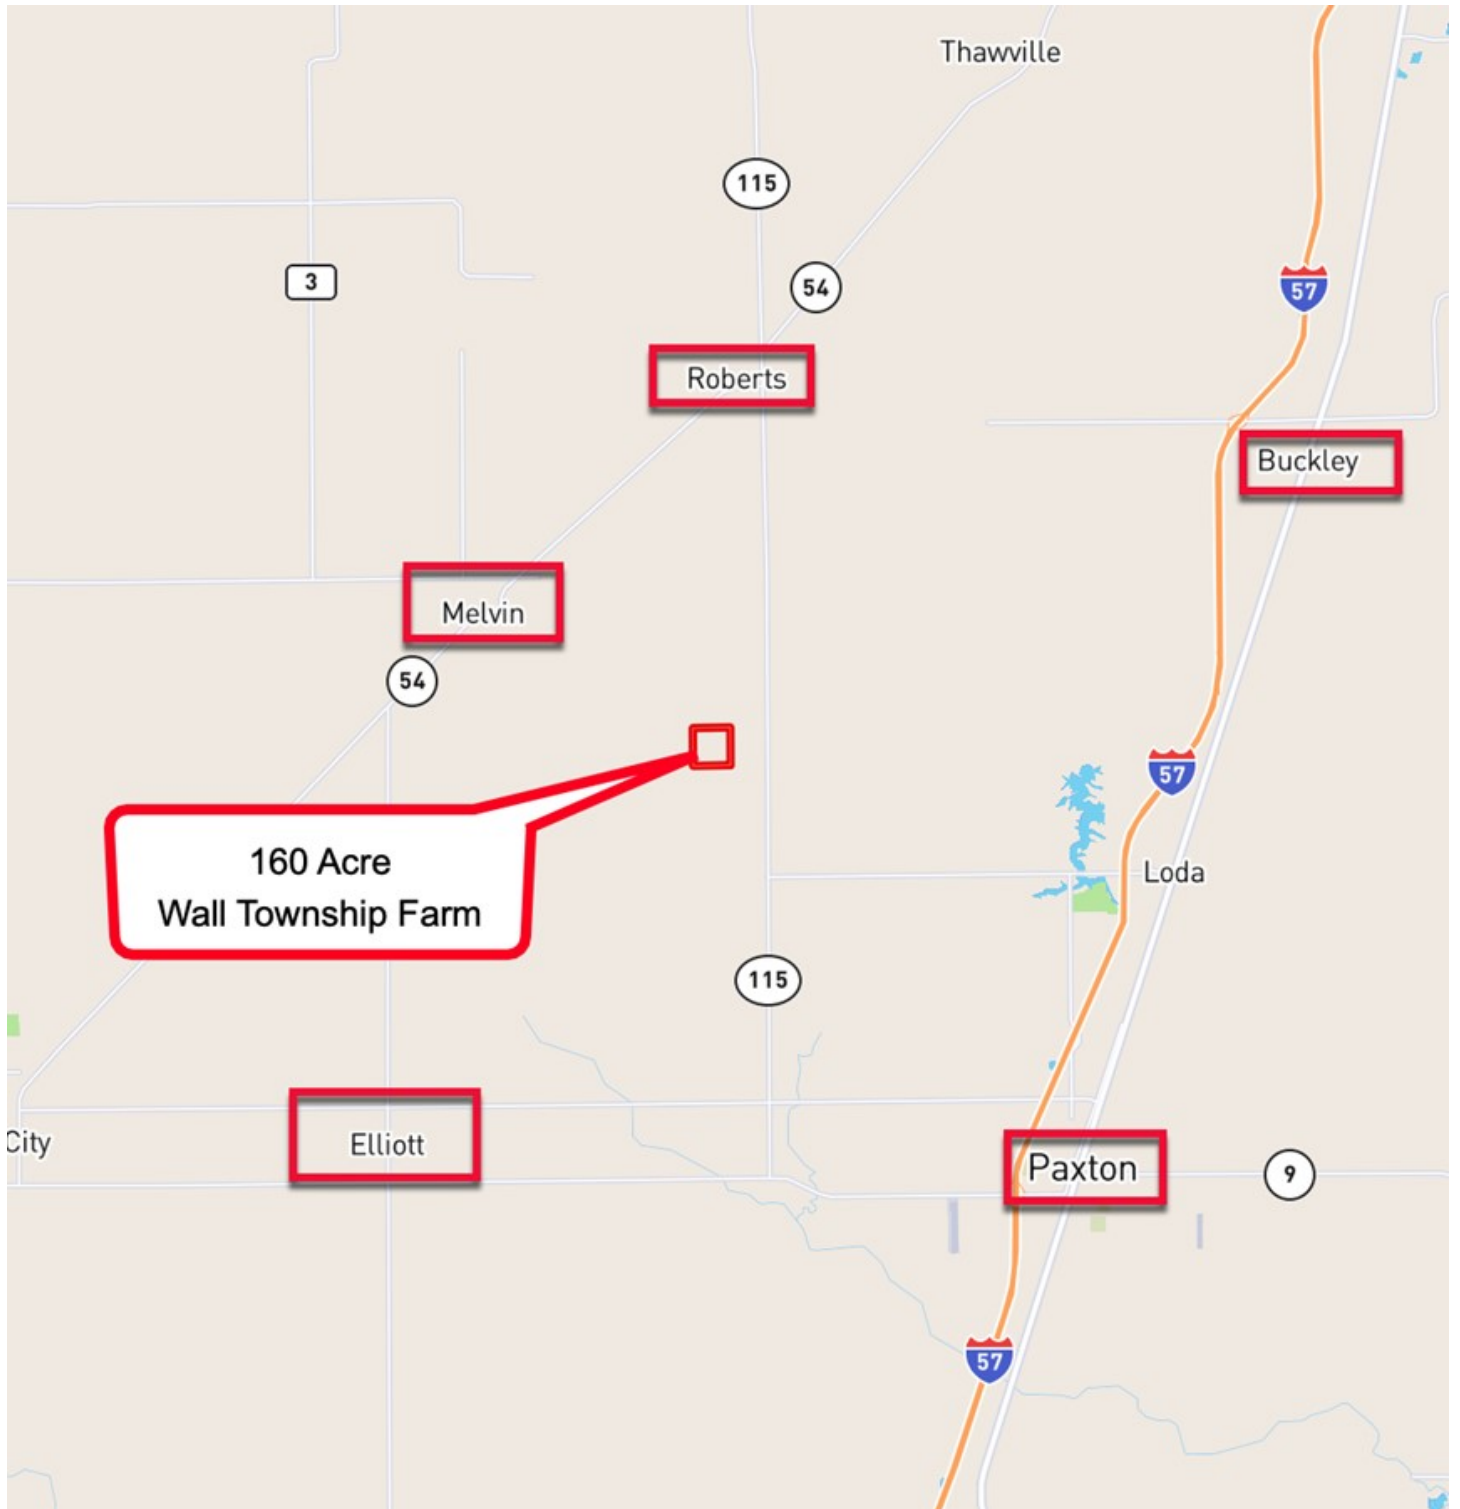 Thawville
115
3
54
57
Roberts
Buckley
Melvin
54
57
160 Acre
Wall Township Farm
Loda
115
City
Elliott
Paxton
9
57